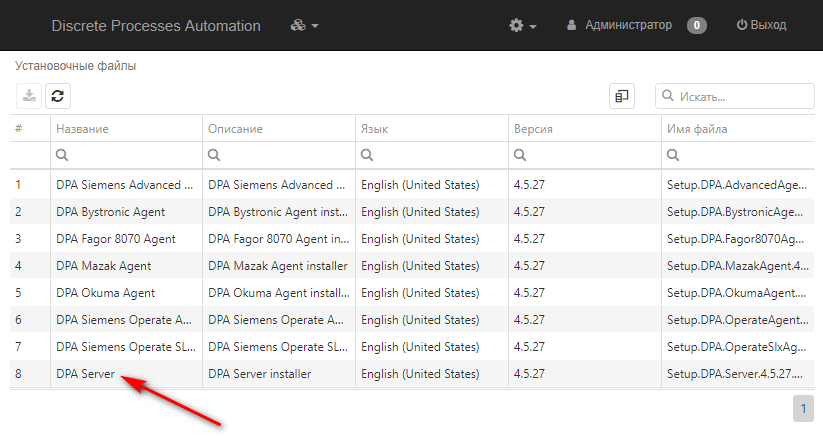 Discrete Processes Automation Администратор 0 Выход
Установочные файлы
Искать...
# Название Описание Язык Версия Имя файла
1 DPA Siemens Advanced ... DPA Siemens Advanced ... English (United States) 4.5.27 Setup.DPA.AdvancedAge...
2 DPA Bystronic Agent DPA Bystronic Agent inst... English (United States) 4.5.27 Setup.DPA.BystronicAge...
3 DPA Fagor 8070 Agent DPA Fagor 8070 Agent in... English (United States) 4.5.27 Setup.DPA.Fagor8070Ag...
4 DPA Mazak Agent DPA Mazak Agent installer English (United States) 4.5.27 Setup.DPA.MazakAgent.4...
5 DPA Okuma Agent DPA Okuma Agent install... English (United States) 4.5.27 Setup.DPA.OkumaAgent....
6 DPA Siemens Operate A... DPA Siemens Operate A... English (United States) 4.5.27 Setup.DPA.OperateAgent...
7 DPA Siemens Operate SL... DPA Siemens Operate SL... English (United States) 4.5.27 Setup.DPA.OperateSlxAg...
8 DPA Server DPA Server installer English (United States) 4.5.27 Setup.DPA.Server.4.5.27....
1